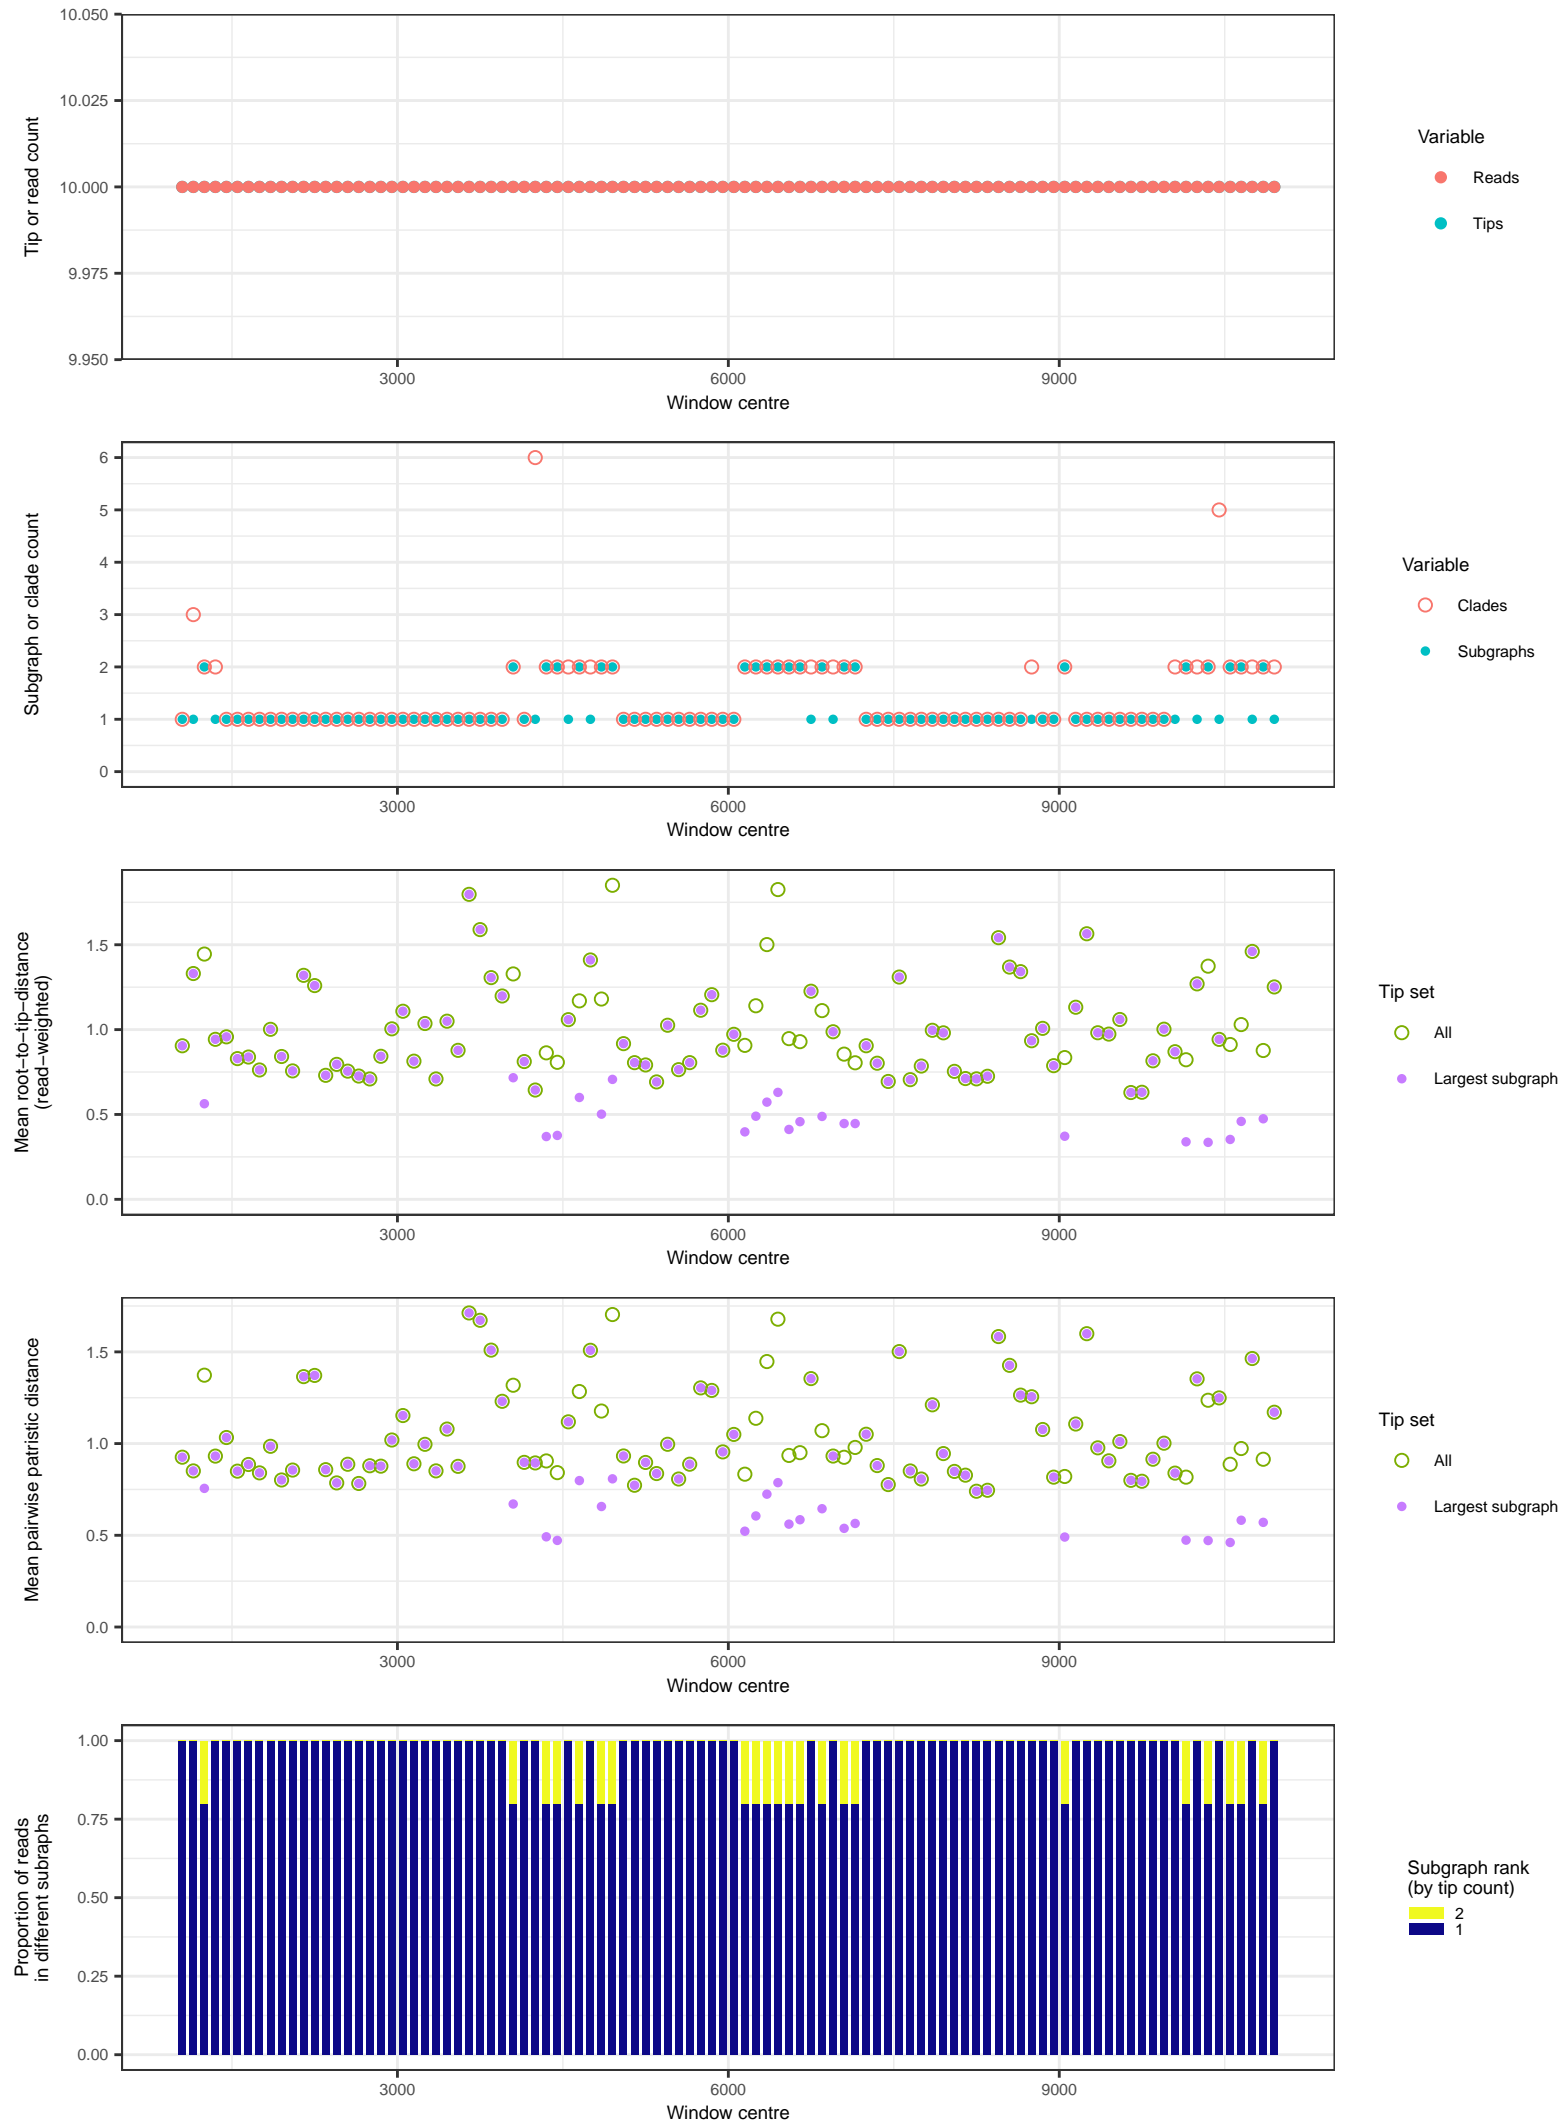 10.050
10.025
10.000
9.975
9.950
Tip or read count
3000
6000
9000
Window centre
Variable
Reads
Tips
6
5
4
3
2
1
0
Subgraph or clade count
3000
6000
9000
Window centre
Variable
Clades
Subgraphs
1.5
1.0
0.5
0.0
Mean root–to–tip–distance
(read–weighted)
3000
6000
9000
Window centre
Tip set
All
Largest subgraph
1.5
1.0
0.5
0.0
Mean pairwise patristic distance
3000
6000
9000
Window centre
Tip set
All
Largest subgraph
1.00
0.75
0.50
0.25
0.00
Proportion of reads
in different subraphs
3000
6000
9000
Window centre
Subgraph rank
(by tip count)
2
1